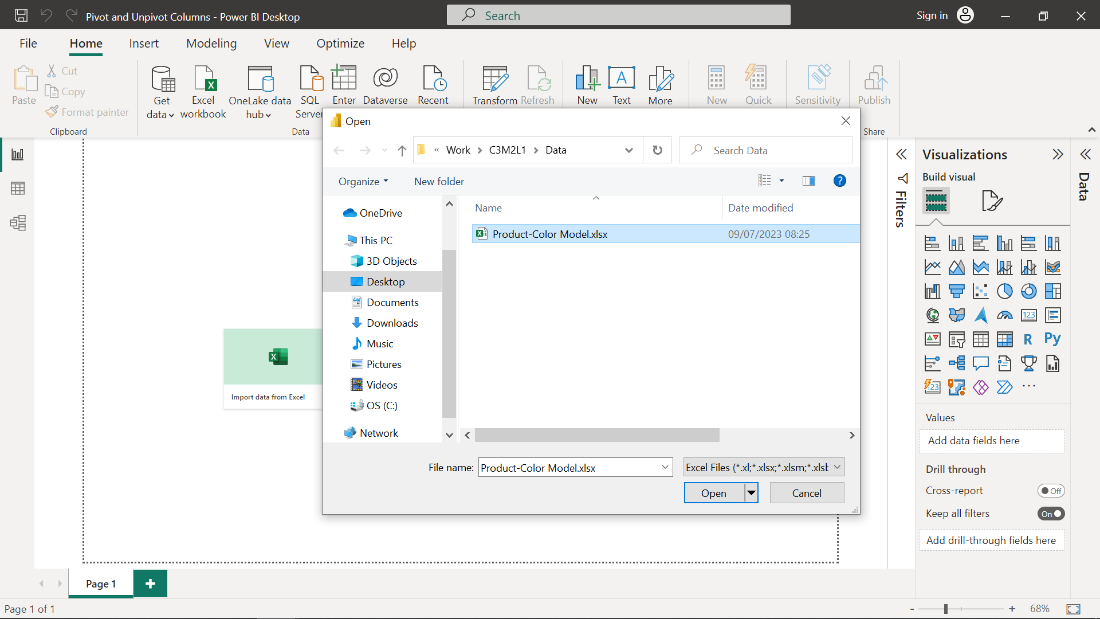 Pivot and Unpivot Columns - Power BI Desktop
Search
Sign in
File
Home
Insert
Modeling
View
Optimize
Help
Paste
Cut
Copy
Format painter
Clipboard
Get data
Excel workbook
OneLake data hub
SQL Server
Enter
Dataverse
Recent
Data
Transform
Refresh
New
Text
More
New
Quick
Sensitivity
Publish
Share
Open
« Work > C3M2L1 > Data
Search Data
Organize
New folder
?
OneDrive
This PC
3D Objects
Desktop
Documents
Downloads
Music
Pictures
Videos
OS (C:)
Network
Name
Date modified
Product-Color Model.xlsx
09/07/2023 08:25
File name:
Product-Color Model.xlsx
Excel Files (*.xl;*.xlsx;*.xlsm;*.xlsb
Open
Cancel
Import data from Excel
Filters
Visualizations
Build visual
123
R
Py
123
...
Values
Add data fields here
Drill through
Cross-report
Off
Keep all filters
On
Add drill-through fields here
Data
Page 1
+
Page 1 of 1
-
+
68%